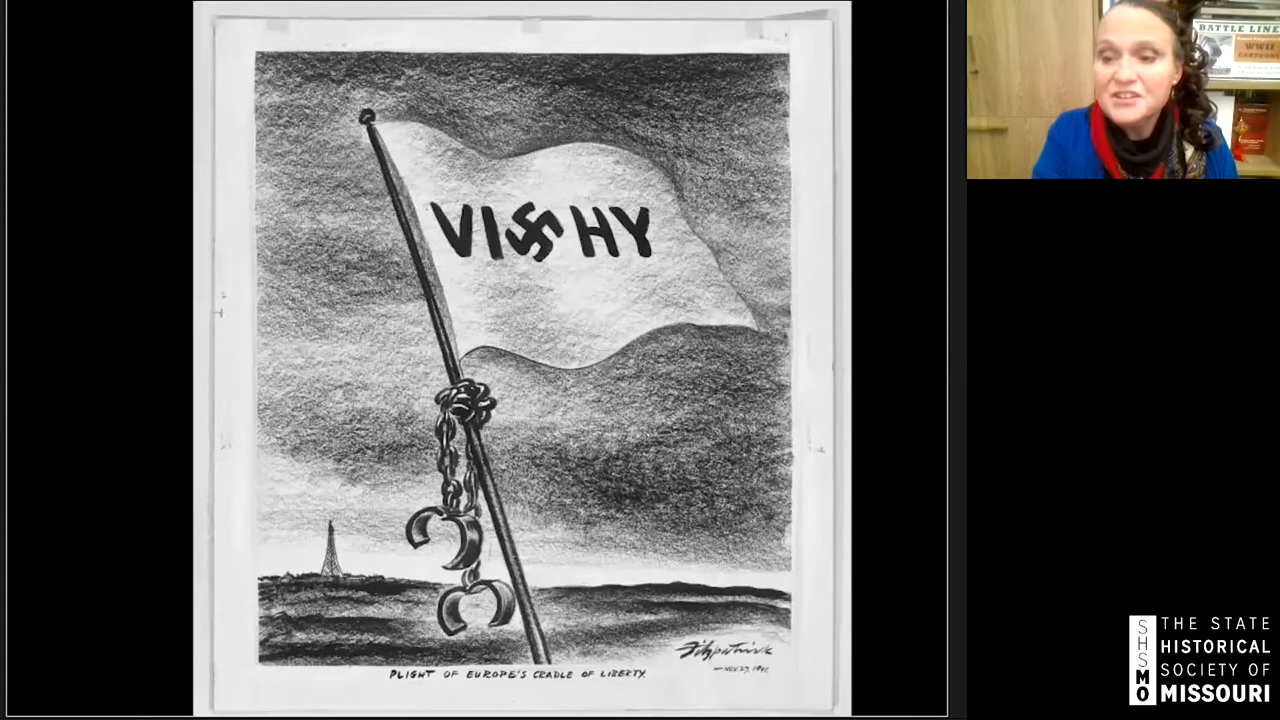 VI卐HY
PLIGHT OF EUROPE'S CRADLE OF LIBERTY.
Fitzpatrick
BATTLE LINE
WWII
CARTOONS
SHSMO
THE STATE
HISTORICAL
SOCIETY OF
MISSOURI